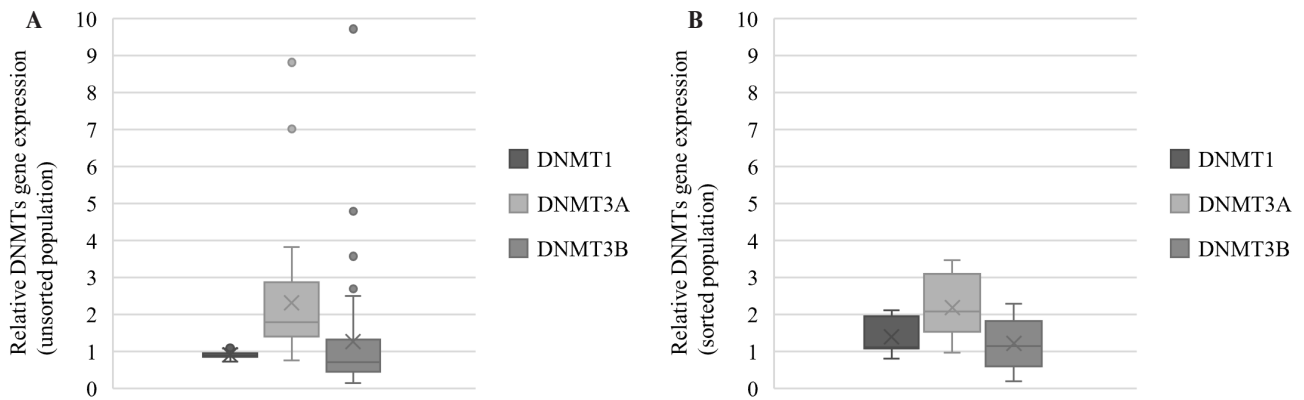 A
Relative DNMTs gene expression
(unsorted population)
10
9
8
7
6
5
4
3
2
1
0
DNMT1
DNMT3A
DNMT3B
B
Relative DNMTs gene expression
(sorted population)
10
9
8
7
6
5
4
3
2
1
0
DNMT1
DNMT3A
DNMT3B